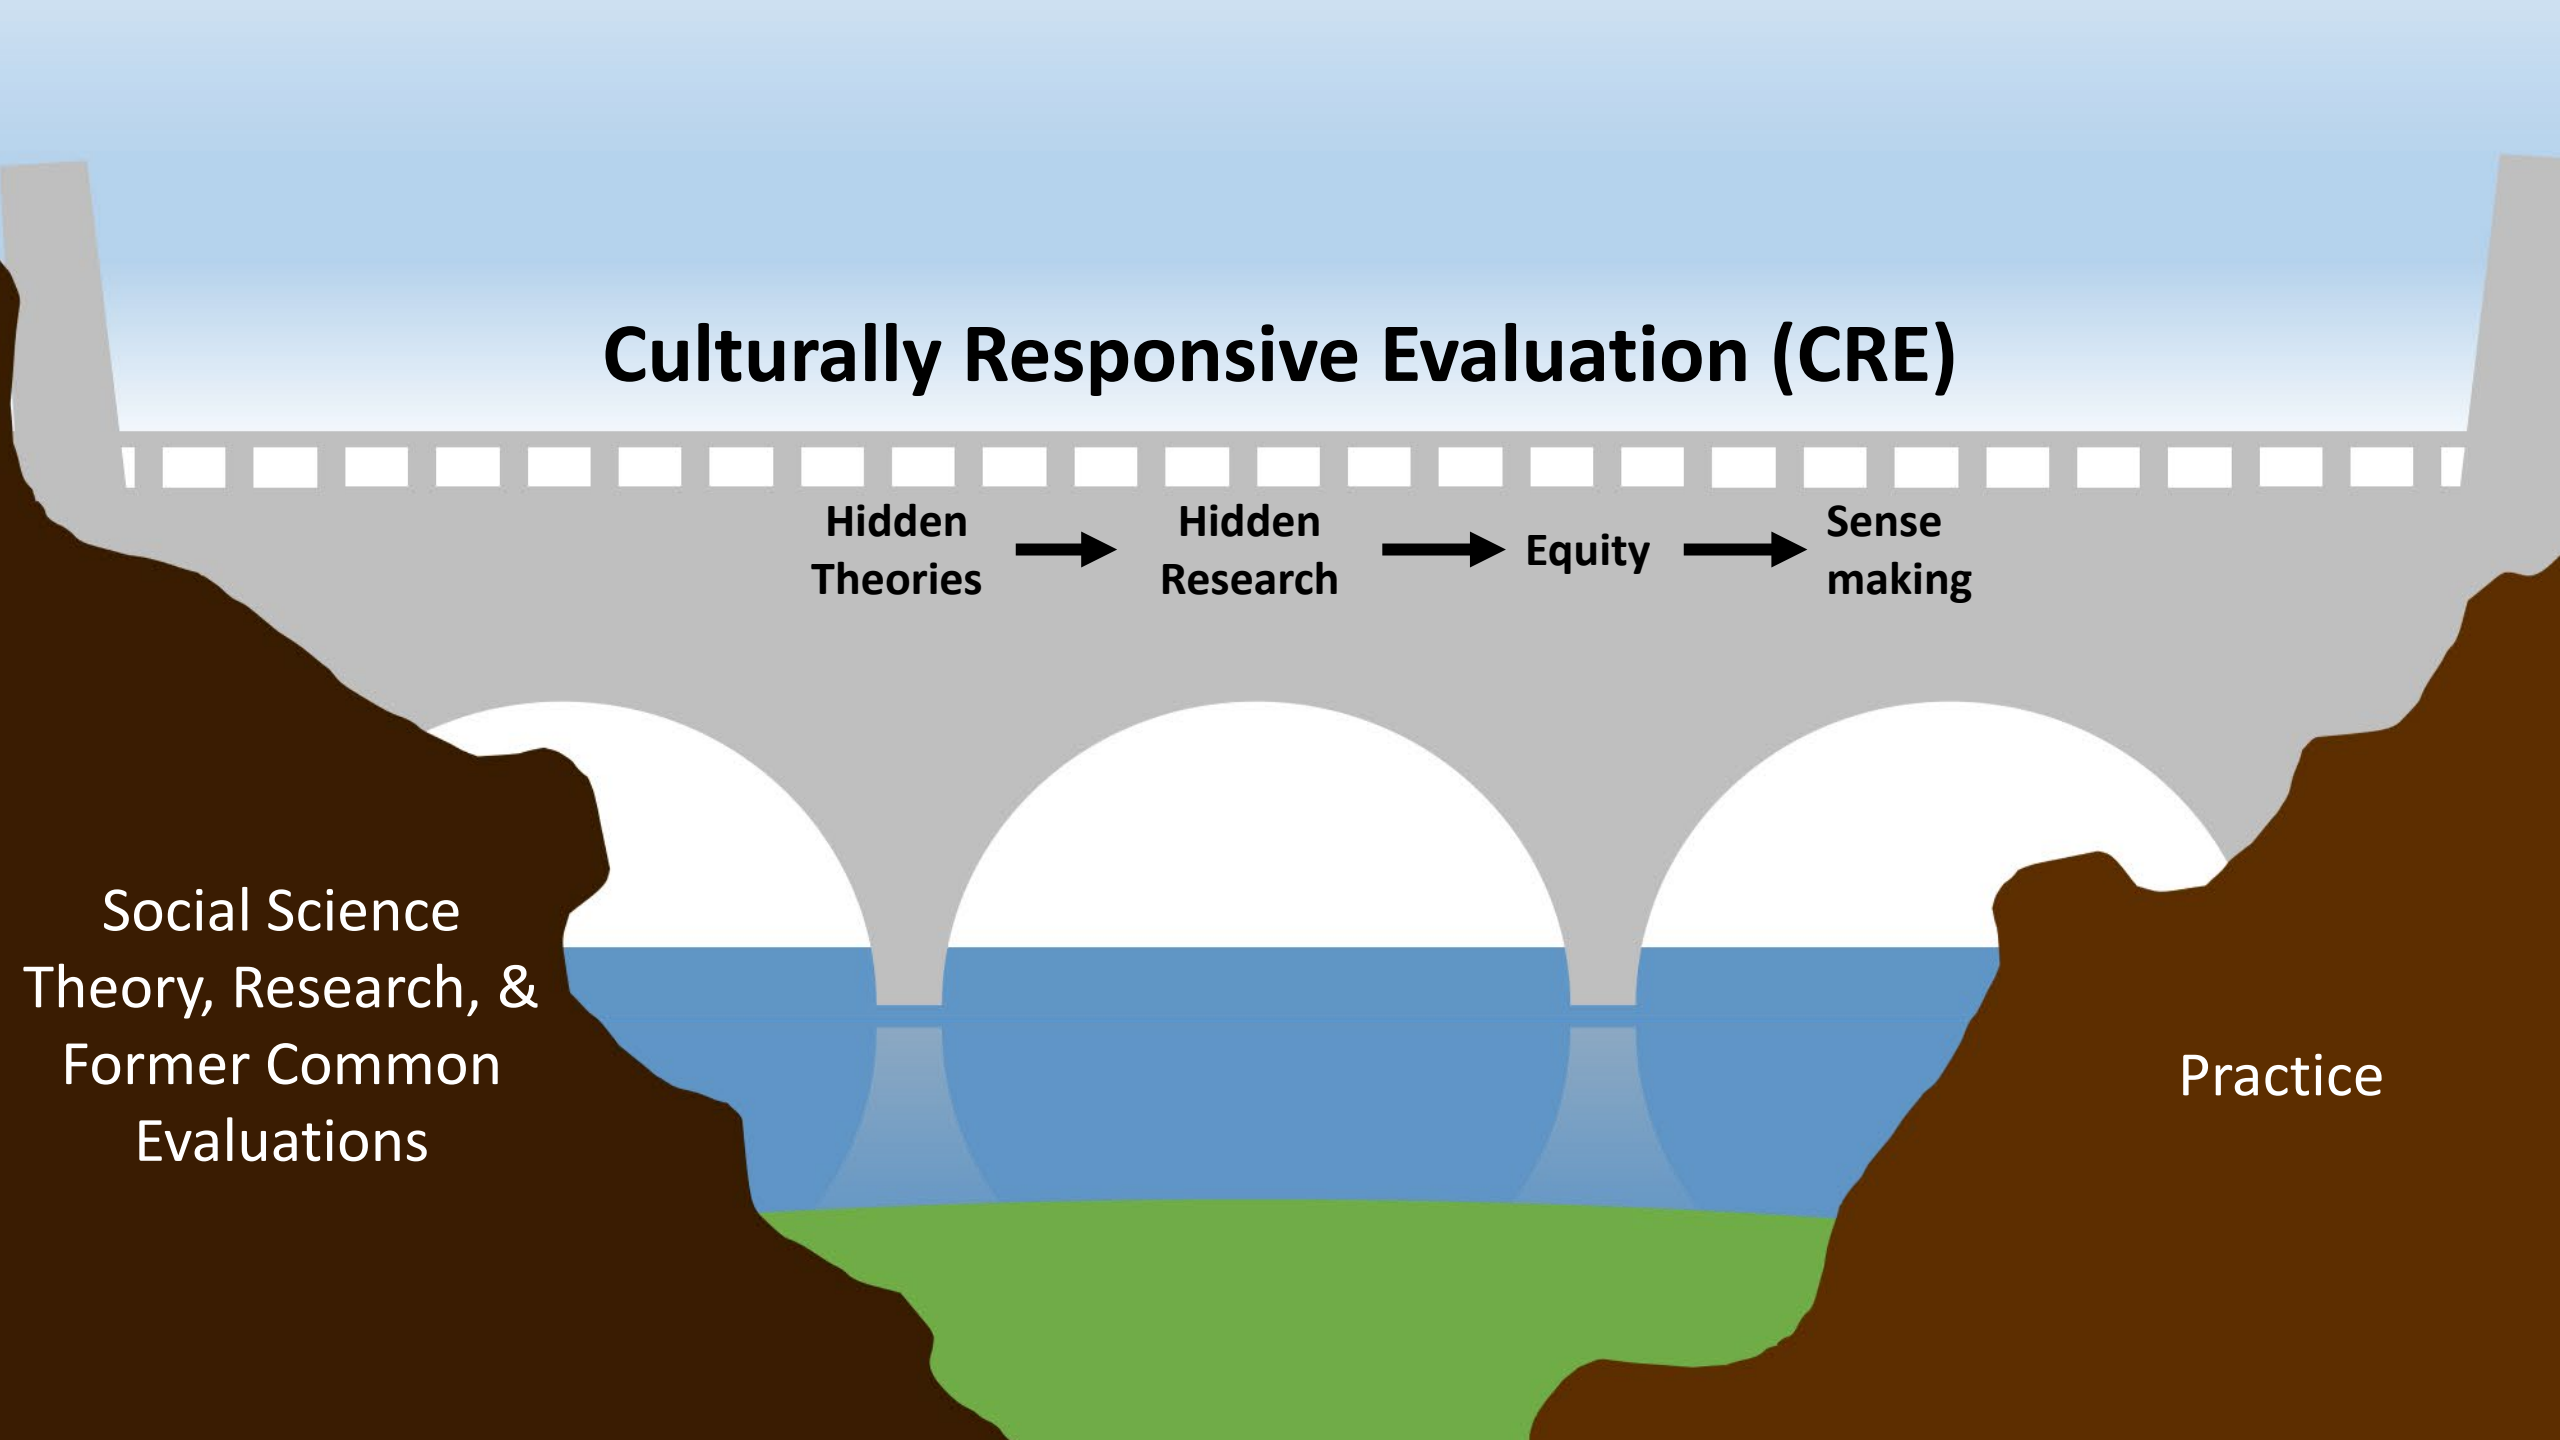 Culturally Responsive Evaluation (CRE)
Hidden
Theories
Hidden
Research
Equity
Sense
making
Social Science
Theory, Research, &
Former Common
Evaluations
Practice